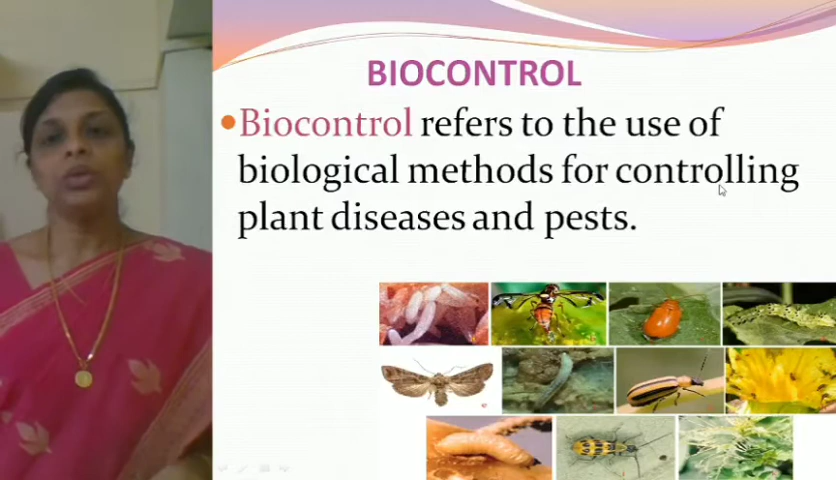 BIOCONTROL
Biocontrol refers to the use of
biological methods for controlling
plant diseases and pests.